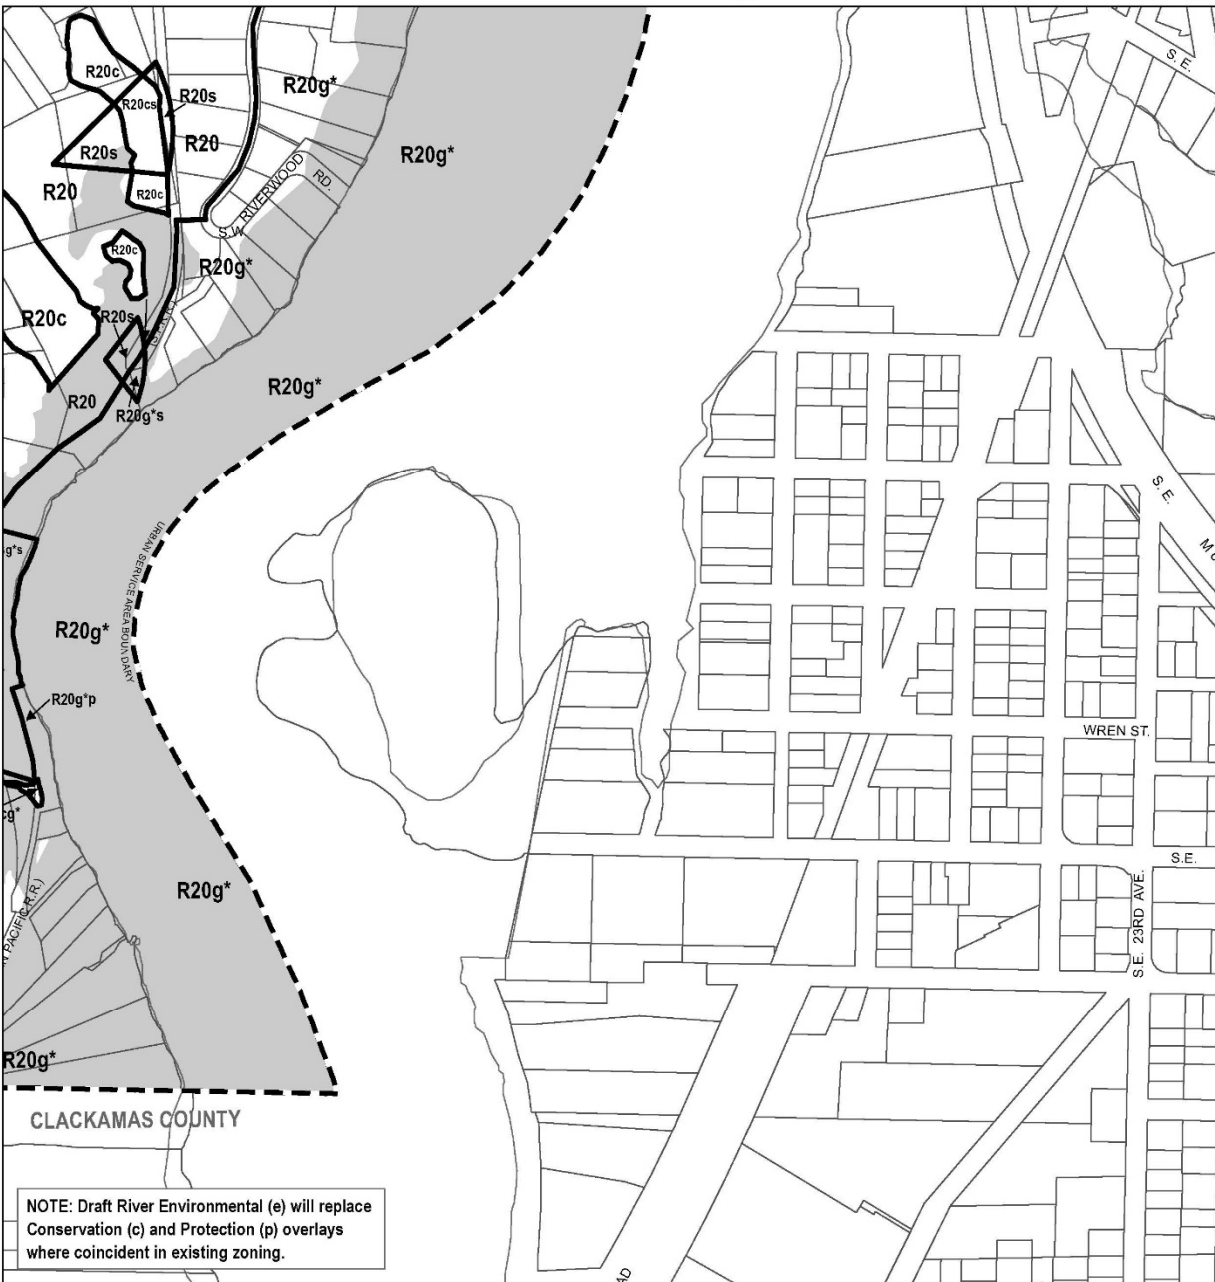 S. E.
R20c
R20g*
R20cs
R20s
R20
R20g*
R20s
R20
R20c
RIVERWOOD
RD.
S.W
R20c
R20g*
R20c
R20s
R20g*
R20
R20g*s
S. E.
URBAN SERVICE AREA BOUNDARY
g*s
R20g*
R20g*p
WREN ST.
g*
S.E.
R20g*
S.E. 23RD AVE.
N PACIFIC R.R.)
R20g*
CLACKAMAS COUNTY
NOTE: Draft River Environmental (e) will replace
Conservation (c) and Protection (p) overlays
where coincident in existing zoning.
AD